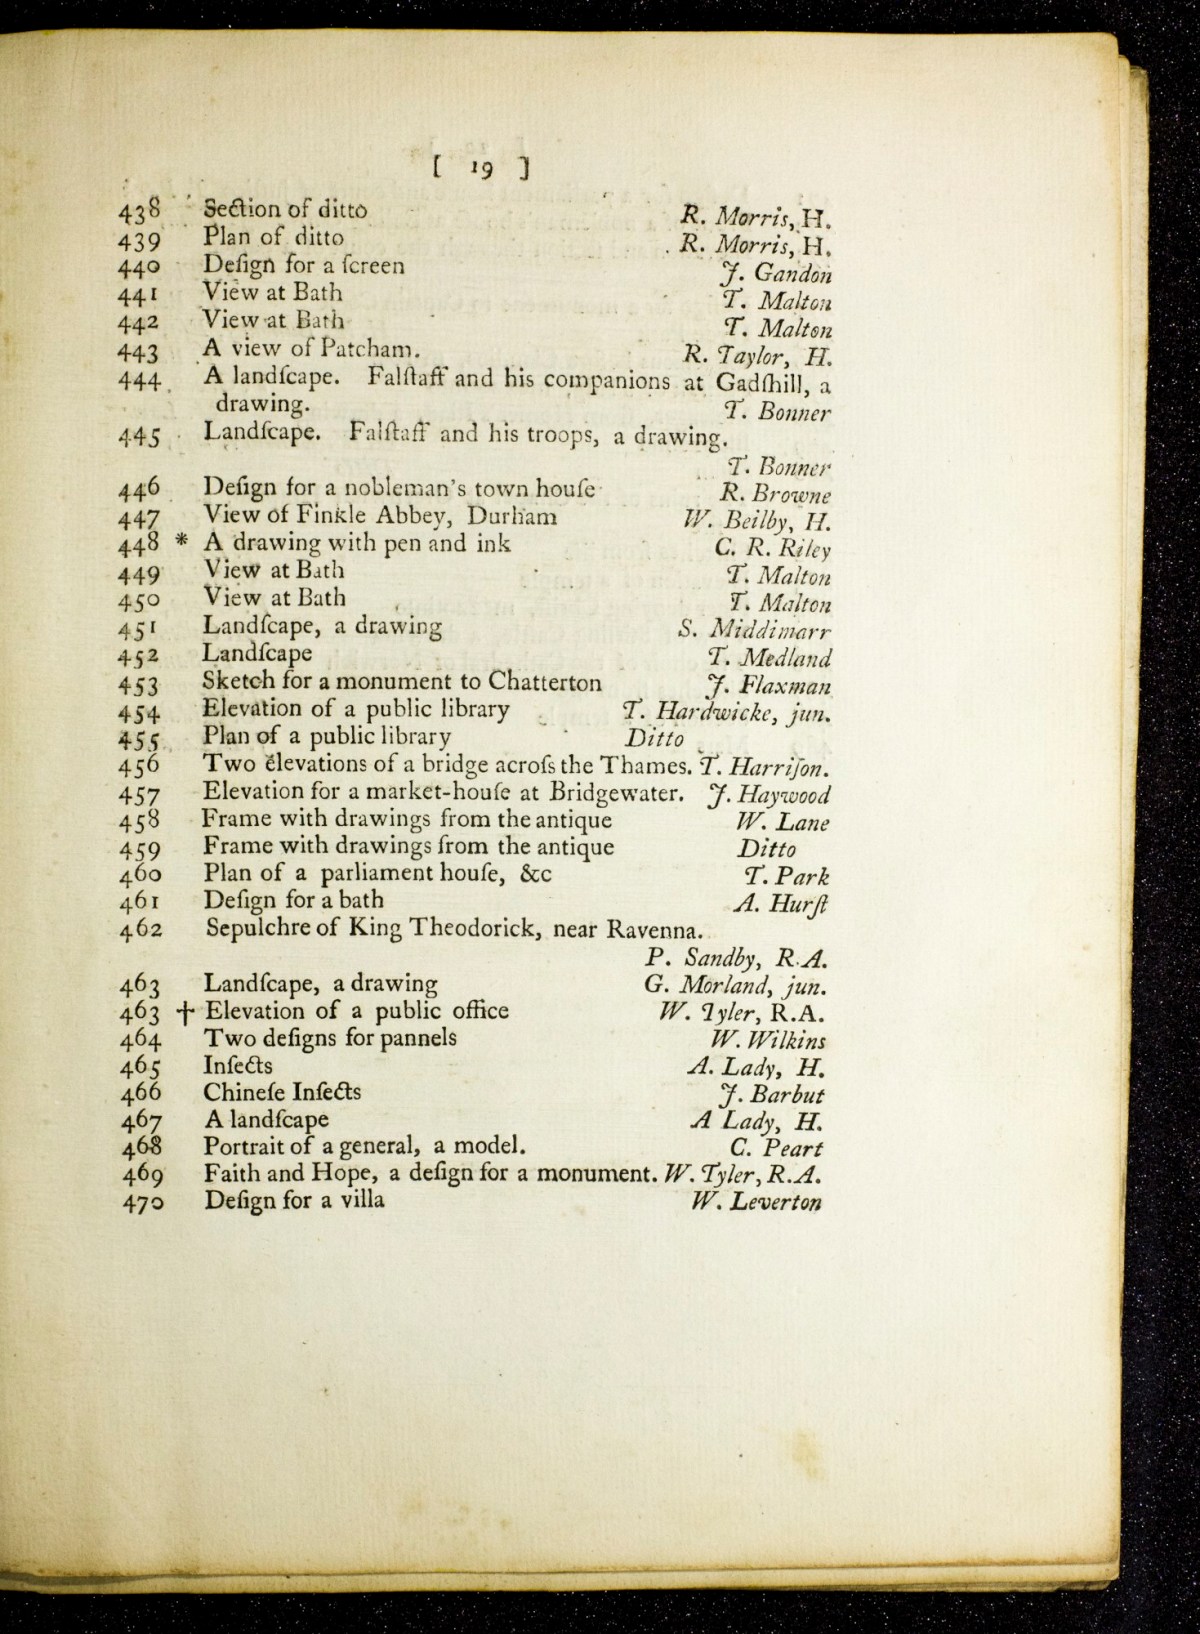 [ 19 ]
438 Section of ditto R. Morris, H.
439 Plan of ditto R. Morris, H.
440 Deſign for a ſcreen J. Gandon
441 View at Bath T. Malton
442 View at Bath T. Malton
443 A view of Patcham. R. Taylor, H.
444 A landſcape. Falſtaff and his companions at Gadſhill, a
drawing. T. Bonner
445 Landſcape. Falſtaff and his troops, a drawing.
T. Bonner
446 Deſign for a nobleman's town houſe R. Browne
447 View of Finkle Abbey, Durham W. Beilby, H.
448 * A drawing with pen and ink C. R. Riley
449 View at Bath T. Malton
450 View at Bath T. Malton
451 Landſcape, a drawing S. Middimarr
452 Landſcape T. Medland
453 Sketch for a monument to Chatterton J. Flaxman
454 Elevation of a public library T. Hardwicke, jun.
455 Plan of a public library Ditto
456 Two elevations of a bridge acroſs the Thames. T. Harriſon.
457 Elevation for a market-houſe at Bridgewater. J. Haywood
458 Frame with drawings from the antique W. Lane
459 Frame with drawings from the antique Ditto
460 Plan of a parliament houſe, &c T. Park
461 Deſign for a bath A. Hurſt
462 Sepulchre of King Theodorick, near Ravenna.
P. Sandby, R.A.
463 Landſcape, a drawing G. Morland, jun.
463 † Elevation of a public office W. Tyler, R.A.
464 Two deſigns for pannels W. Wilkins
465 Inſects A. Lady, H.
466 Chineſe Inſects J. Barbut
467 A landſcape A Lady, H.
468 Portrait of a general, a model. C. Peart
469 Faith and Hope, a deſign for a monument. W. Tyler, R.A.
470 Deſign for a villa W. Leverton